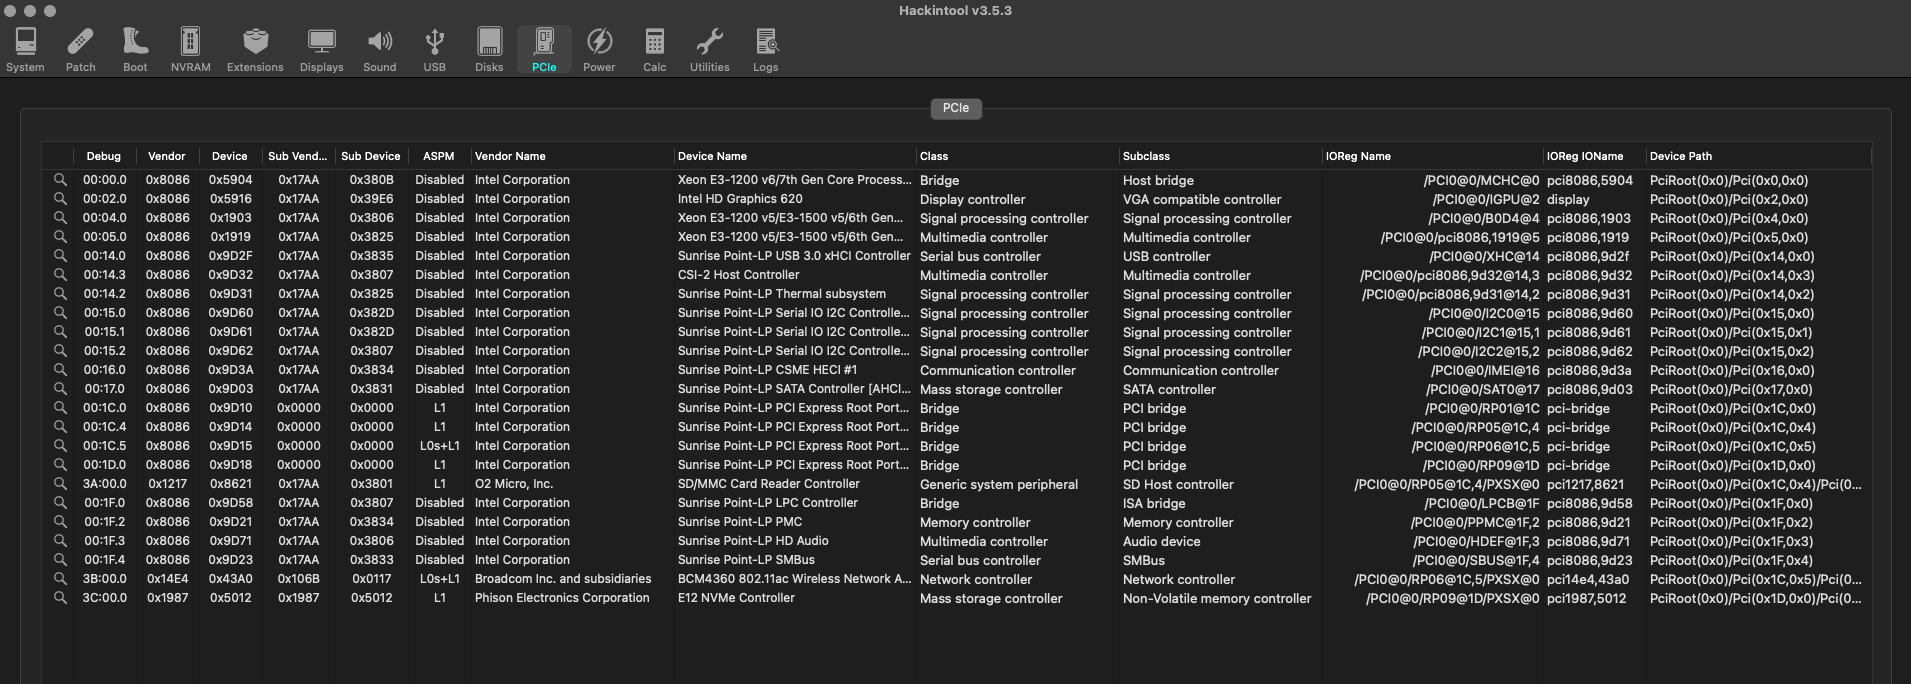 Hackintool v3.5.3
System Patch Boot NVRAM Extensions Displays Sound USB Disks PCIe Power Calc Utilities Logs
PCIe
Debug Vendor Device Sub Vend... Sub Device ASPM Vendor Name Device Name Class Subclass IOReg Name IOReg IOName Device Path
00:00.0 0x8086 0x5904 0x17AA 0x380B Disabled Intel Corporation Xeon E3-1200 v6/7th Gen Core Process... Bridge Host bridge /PCI0@0/MCHC@0 pci8086,5904 PciRoot(0x0)/Pci(0x0,0x0)
00:02.0 0x8086 0x5916 0x17AA 0x39E6 Disabled Intel Corporation Intel HD Graphics 620 Display controller VGA compatible controller /PCI0@0/IGPU@2 display PciRoot(0x0)/Pci(0x2,0x0)
00:04.0 0x8086 0x1903 0x17AA 0x3806 Disabled Intel Corporation Xeon E3-1200 v5/E3-1500 v5/6th Gen... Signal processing controller Signal processing controller /PCI0@0/B0D4@4 pci8086,1903 PciRoot(0x0)/Pci(0x4,0x0)
00:05.0 0x8086 0x1919 0x17AA 0x3825 Disabled Intel Corporation Xeon E3-1200 v5/E3-1500 v5/6th Gen... Multimedia controller Multimedia controller /PCI0@0/pci8086,1919@5 pci8086,1919 PciRoot(0x0)/Pci(0x5,0x0)
00:14.0 0x8086 0x9D2F 0x17AA 0x3835 Disabled Intel Corporation Sunrise Point-LP USB 3.0 xHCI Controller Serial bus controller USB controller /PCI0@0/XHC@14 pci8086,9d2f PciRoot(0x0)/Pci(0x14,0x0)
00:14.3 0x8086 0x9D32 0x17AA 0x3807 Disabled Intel Corporation CSI-2 Host Controller Multimedia controller Multimedia controller /PCI0@0/pci8086,9d32@14,3 pci8086,9d32 PciRoot(0x0)/Pci(0x14,0x3)
00:14.2 0x8086 0x9D31 0x17AA 0x3825 Disabled Intel Corporation Sunrise Point-LP Thermal subsystem Signal processing controller Signal processing controller /PCI0@0/pci8086,9d31@14,2 pci8086,9d31 PciRoot(0x0)/Pci(0x14,0x2)
00:15.0 0x8086 0x9D60 0x17AA 0x382D Disabled Intel Corporation Sunrise Point-LP Serial IO I2C Controlle... Signal processing controller Signal processing controller /PCI0@0/I2C0@15 pci8086,9d60 PciRoot(0x0)/Pci(0x15,0x0)
00:15.1 0x8086 0x9D61 0x17AA 0x382D Disabled Intel Corporation Sunrise Point-LP Serial IO I2C Controlle... Signal processing controller Signal processing controller /PCI0@0/I2C1@15,1 pci8086,9d61 PciRoot(0x0)/Pci(0x15,0x1)
00:15.2 0x8086 0x9D62 0x17AA 0x3807 Disabled Intel Corporation Sunrise Point-LP Serial IO I2C Controlle... Signal processing controller Signal processing controller /PCI0@0/I2C2@15,2 pci8086,9d62 PciRoot(0x0)/Pci(0x15,0x2)
00:16.0 0x8086 0x9D3A 0x17AA 0x3834 Disabled Intel Corporation Sunrise Point-LP CSME HECI #1 Communication controller Communication controller /PCI0@0/IMEI@16 pci8086,9d3a PciRoot(0x0)/Pci(0x16,0x0)
00:17.0 0x8086 0x9D03 0x17AA 0x3831 Disabled Intel Corporation Sunrise Point-LP SATA Controller [AHCI... Mass storage controller SATA controller /PCI0@0/SAT0@17 pci8086,9d03 PciRoot(0x0)/Pci(0x17,0x0)
00:1C.0 0x8086 0x9D10 0x0000 0x0000 L1 Intel Corporation Sunrise Point-LP PCI Express Root Port... Bridge PCI bridge /PCI0@0/RP01@1C pci-bridge PciRoot(0x0)/Pci(0x1C,0x0)
00:1C.4 0x8086 0x9D14 0x0000 0x0000 L1 Intel Corporation Sunrise Point-LP PCI Express Root Port... Bridge PCI bridge /PCI0@0/RP05@1C,4 pci-bridge PciRoot(0x0)/Pci(0x1C,0x4)
00:1C.5 0x8086 0x9D15 0x0000 0x0000 L0s+L1 Intel Corporation Sunrise Point-LP PCI Express Root Port... Bridge PCI bridge /PCI0@0/RP06@1C,5 pci-bridge PciRoot(0x0)/Pci(0x1C,0x5)
00:1D.0 0x8086 0x9D18 0x0000 0x0000 L1 Intel Corporation Sunrise Point-LP PCI Express Root Port... Bridge PCI bridge /PCI0@0/RP09@1D pci-bridge PciRoot(0x0)/Pci(0x1D,0x0)
3A:00.0 0x1217 0x8621 0x17AA 0x3801 L1 O2 Micro, Inc. SD/MMC Card Reader Controller Generic system peripheral SD Host controller /PCI0@0/RP05@1C,4/PXSX@0 pci1217,8621 PciRoot(0x0)/Pci(0x1C,0x4)/Pci(0...
00:1F.0 0x8086 0x9D58 0x17AA 0x3807 Disabled Intel Corporation Sunrise Point-LP LPC Controller Bridge ISA bridge /PCI0@0/LPCB@1F pci8086,9d58 PciRoot(0x0)/Pci(0x1F,0x0)
00:1F.2 0x8086 0x9D21 0x17AA 0x3834 Disabled Intel Corporation Sunrise Point-LP PMC Memory controller Memory controller /PCI0@0/PPMC@1F,2 pci8086,9d21 PciRoot(0x0)/Pci(0x1F,0x2)
00:1F.3 0x8086 0x9D71 0x17AA 0x3806 Disabled Intel Corporation Sunrise Point-LP HD Audio Multimedia controller Audio device /PCI0@0/HDEF@1F,3 pci8086,9d71 PciRoot(0x0)/Pci(0x1F,0x3)
00:1F.4 0x8086 0x9D23 0x17AA 0x3833 Disabled Intel Corporation Sunrise Point-LP SMBus Serial bus controller SMBus /PCI0@0/SBUS@1F,4 pci8086,9d23 PciRoot(0x0)/Pci(0x1F,0x4)
3B:00.0 0x14E4 0x43A0 0x106B 0x0117 L0s+L1 Broadcom Inc. and subsidiaries BCM4360 802.11ac Wireless Network A... Network controller Network controller /PCI0@0/RP06@1C,5/PXSX@0 pci14e4,43a0 PciRoot(0x0)/Pci(0x1C,0x5)/Pci(0...
3C:00.0 0x1987 0x5012 0x1987 0x5012 L1 Phison Electronics Corporation E12 NVMe Controller Mass storage controller Non-Volatile memory controller /PCI0@0/RP09@1D/PXSX@0 pci1987,5012 PciRoot(0x0)/Pci(0x1D,0x0)/Pci(0...